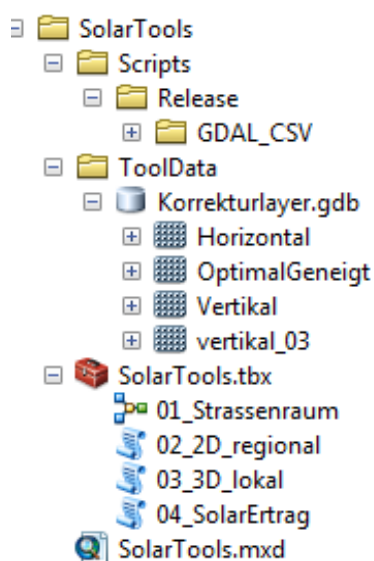 SolarTools
Scripts
Release
GDAL_CSV
ToolData
Korrekturlayer.gdb
Horizontal
OptimalGeneigt
Vertikal
vertikal_03
SolarTools.tbx
01_Strassenraum
02_2D_regional
03_3D_lokal
04_SolarErtrag
SolarTools.mxd